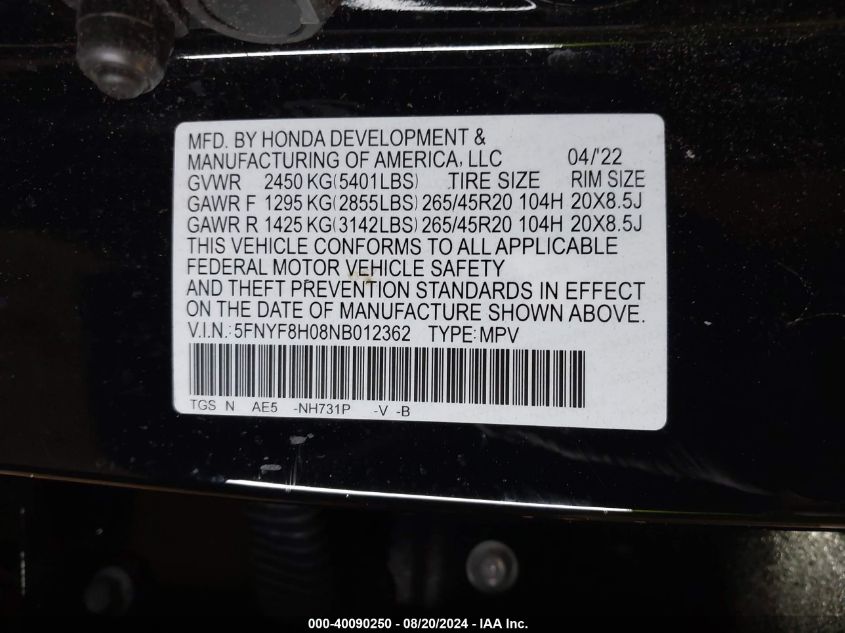 MFD. BY HONDA DEVELOPMENT &
MANUFACTURING OF AMERICA, LLC 04/'22
GVWR 2450 KG(5401LBS) TIRE SIZE RIM SIZE
GAWR F 1295 KG(2855LBS) 265/45R20 104H 20X8.5J
GAWR R 1425 KG(3142LBS) 265/45R20 104H 20X8.5J
THIS VEHICLE CONFORMS TO ALL APPLICABLE
FEDERAL MOTOR VEHICLE SAFETY
AND THEFT PREVENTION STANDARDS IN EFFECT
ON THE DATE OF MANUFACTURE SHOWN ABOVE.
V.I.N.: 5FNYF8H08NB012362 TYPE: MPV
TGS N AE5 -NH731P -V -B
000-40090250 - 08/20/2024 - IAA Inc.